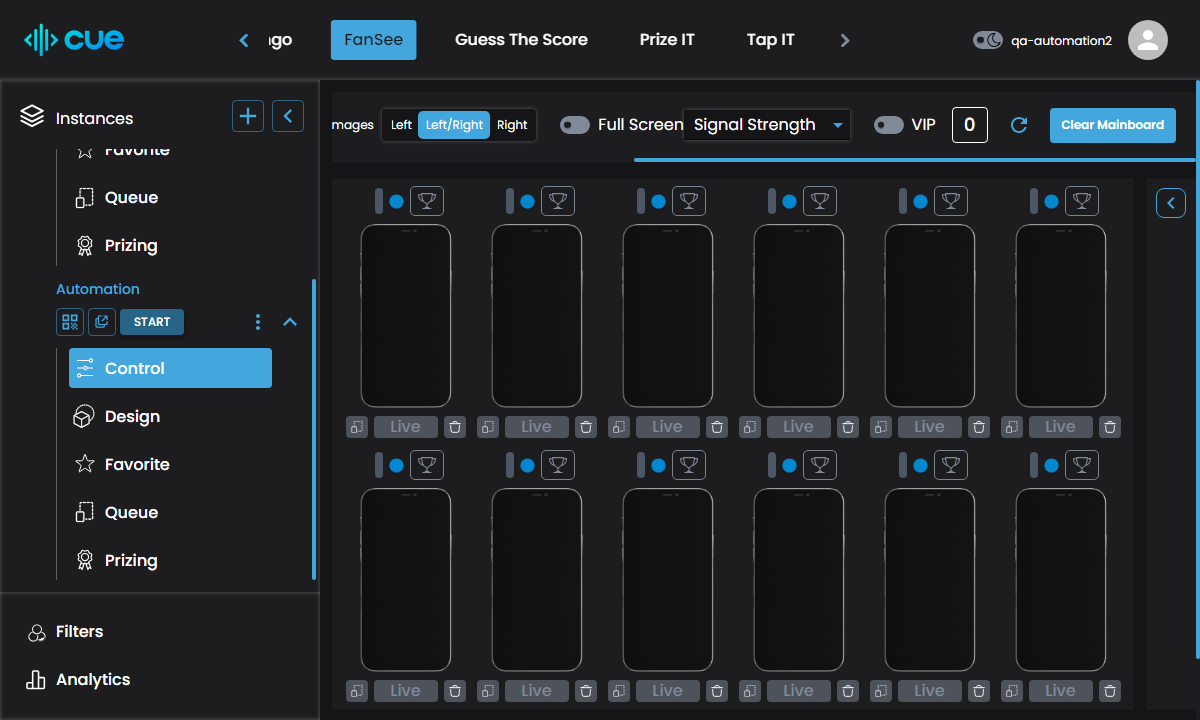 cue
ngo
FanSee
Guess The Score
Prize IT
Tap IT
qa-automation2
Instances
Favorite
Queue
Prizing
Automation
START
Control
Design
Favorite
Queue
Prizing
Filters
Analytics
mages
Left
Left/Right
Right
Full Screen
Signal Strength
VIP
0
Clear Mainboard
Live
Live
Live
Live
Live
Live
Live
Live
Live
Live
Live
Live